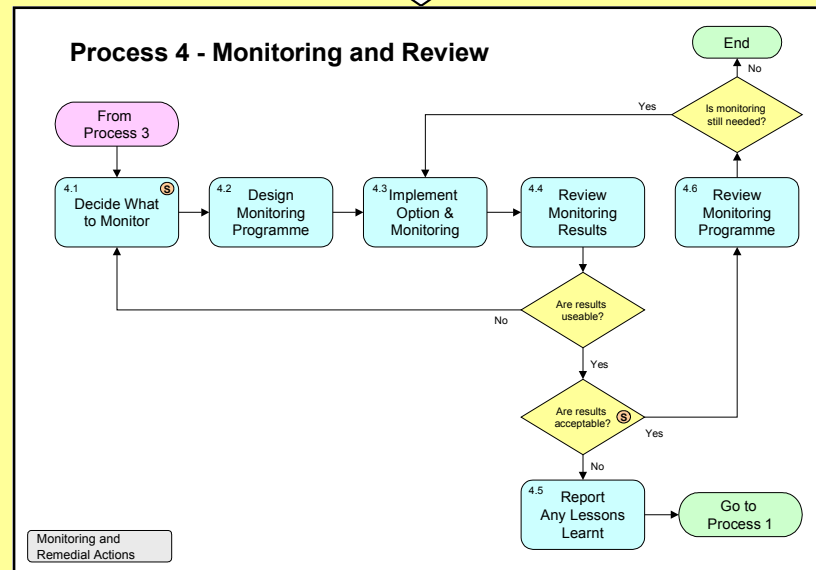 Process 4 - Monitoring and Review
End
No
Is monitoring
still needed?
Yes
From
Process 3
4.1
S
Decide What
to Monitor
4.2
Design
Monitoring
Programme
4.3
Implement
Option &
Monitoring
4.4
Review
Monitoring
Results
4.6
Review
Monitoring
Programme
Are results
useable?
No
Yes
Are results
acceptable?
S
Yes
No
4.5
Report
Any Lessons
Learnt
Go to
Process 1
Monitoring and
Remedial Actions